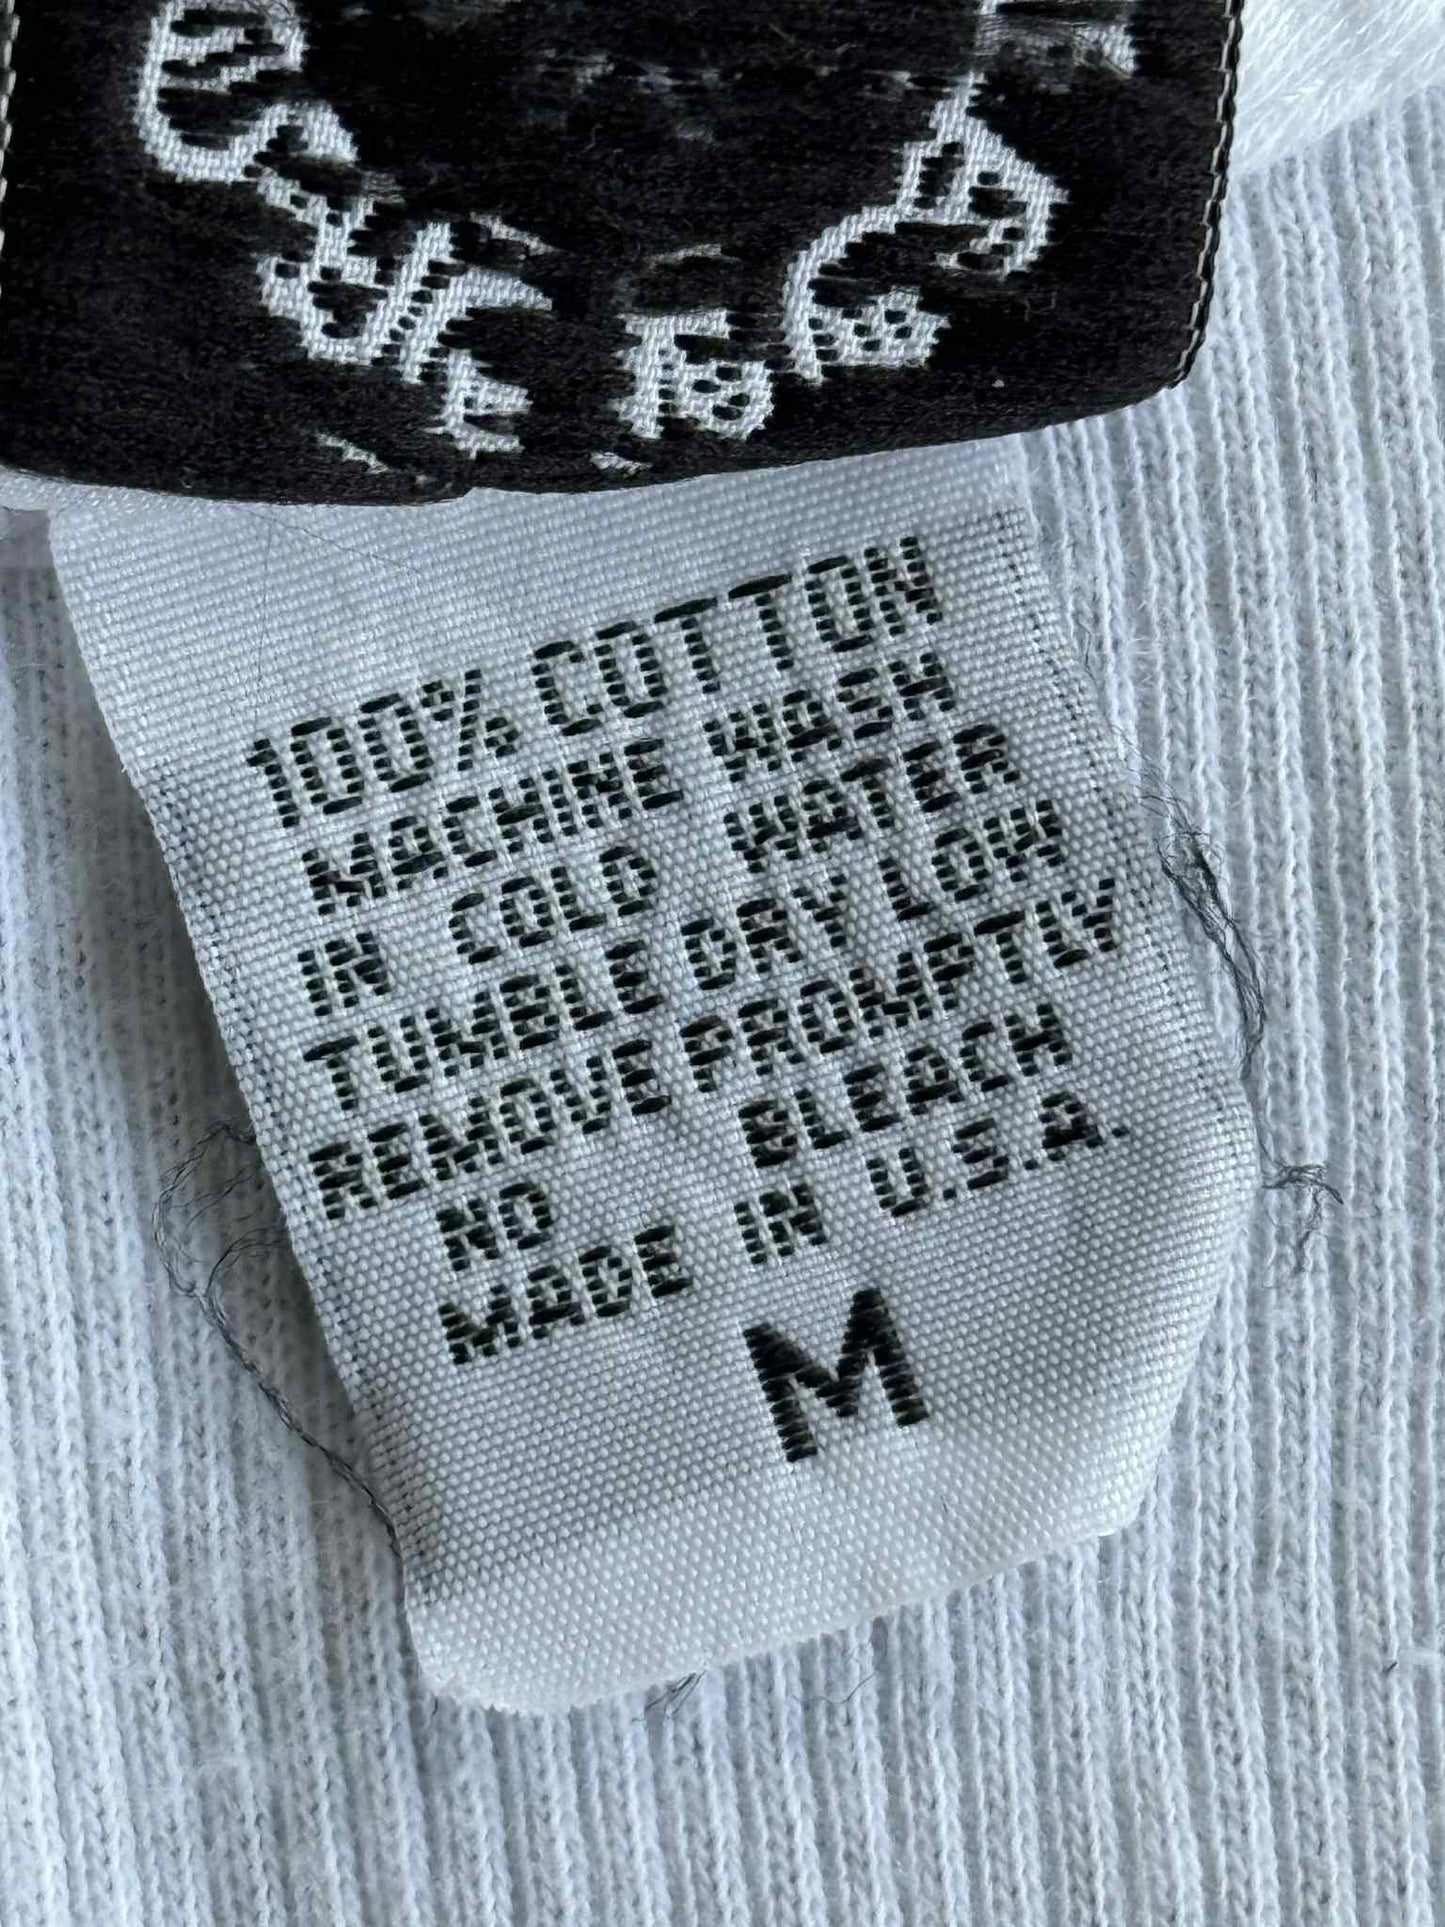 100% COTTON
MACHINE WASH
IN COLD WATER
TUMBLE DRY LOW
REMOVE PROMPTLY
NO BLEACH
MADE IN U.S.A.
M